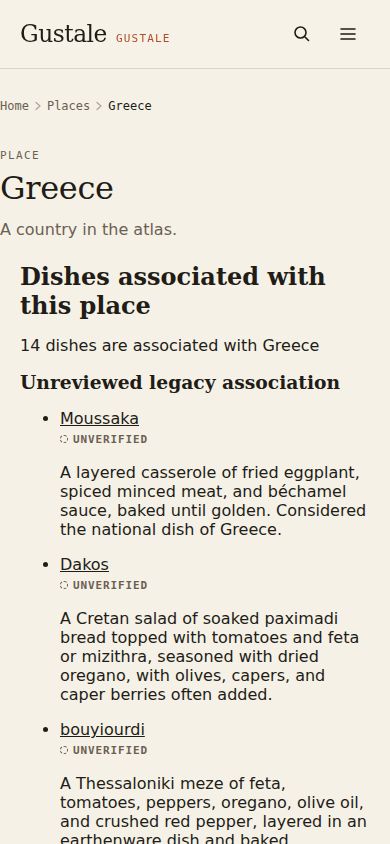 Gustale GUSTALE
Home > Places > Greece
PLACE
Greece
A country in the atlas.
Dishes associated with
this place
14 dishes are associated with Greece
Unreviewed legacy association
• Moussaka
UNVERIFIED
A layered casserole of fried eggplant,
spiced minced meat, and béchamel
sauce, baked until golden. Considered
the national dish of Greece.
• Dakos
UNVERIFIED
A Cretan salad of soaked paximadi
bread topped with tomatoes and feta
or mizithra, seasoned with dried
oregano, with olives, capers, and
caper berries often added.
• bouyiourdi
UNVERIFIED
A Thessaloniki meze of feta,
tomatoes, peppers, oregano, olive oil,
and crushed red pepper, layered in an
earthenware dish and baked